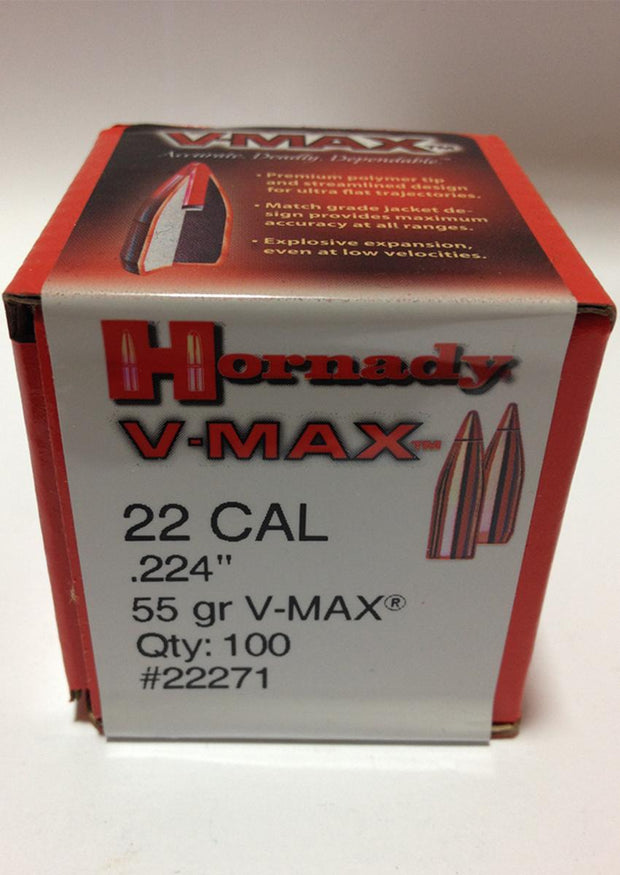 V-MAX™
Accurate. Deadly. Dependable.™
• Premium polymer tip
and streamlined design
for ultra flat trajectories.
• Match grade jacket de-
sign provides maximum
accuracy at all ranges.
• Explosive expansion,
even at low velocities.
Hornady
V-MAX™
22 CAL
.224"
55 gr V-MAX®
Qty: 100
#22271